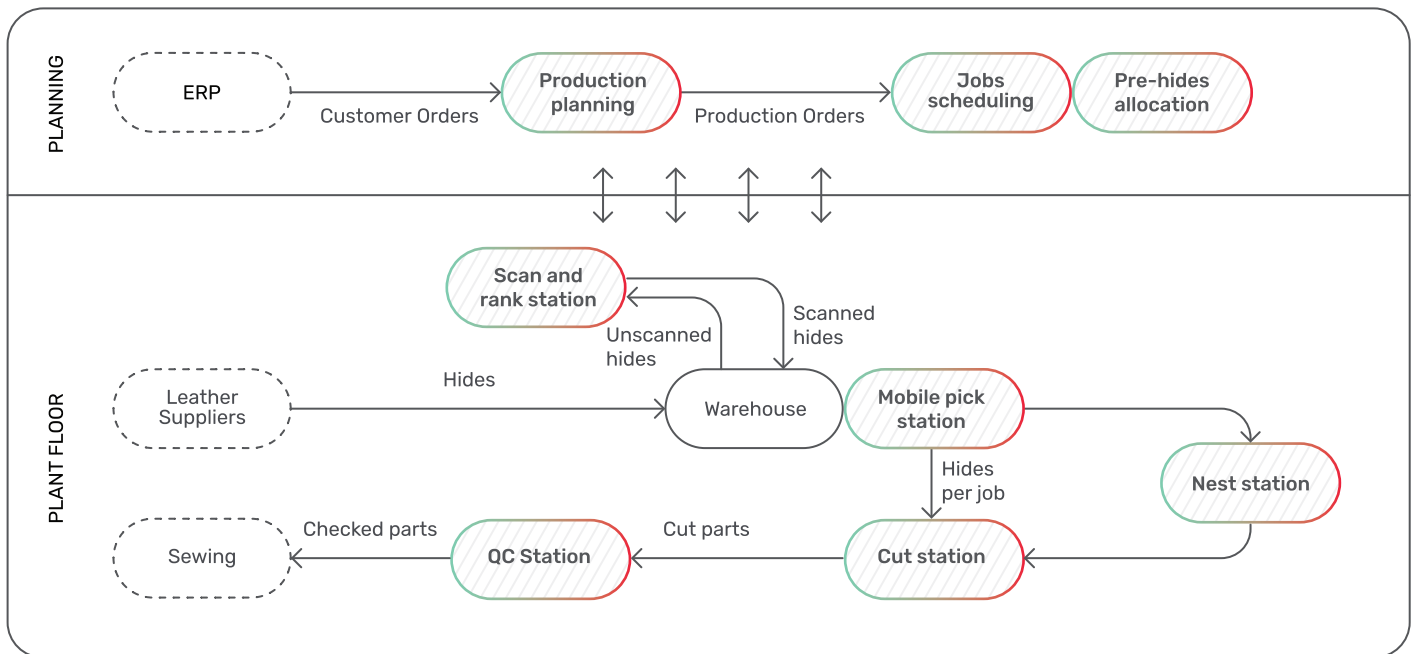 PLANNING
ERP
Customer Orders
Production
planning
Production Orders
Jobs
scheduling
Pre-hides
allocation
PLANT FLOOR
Scan and
rank station
Unscanned
hides
Scanned
hides
Leather
Suppliers
Hides
Warehouse
Mobile pick
station
Hides
per job
Nest station
Sewing
Checked parts
QC Station
Cut parts
Cut station